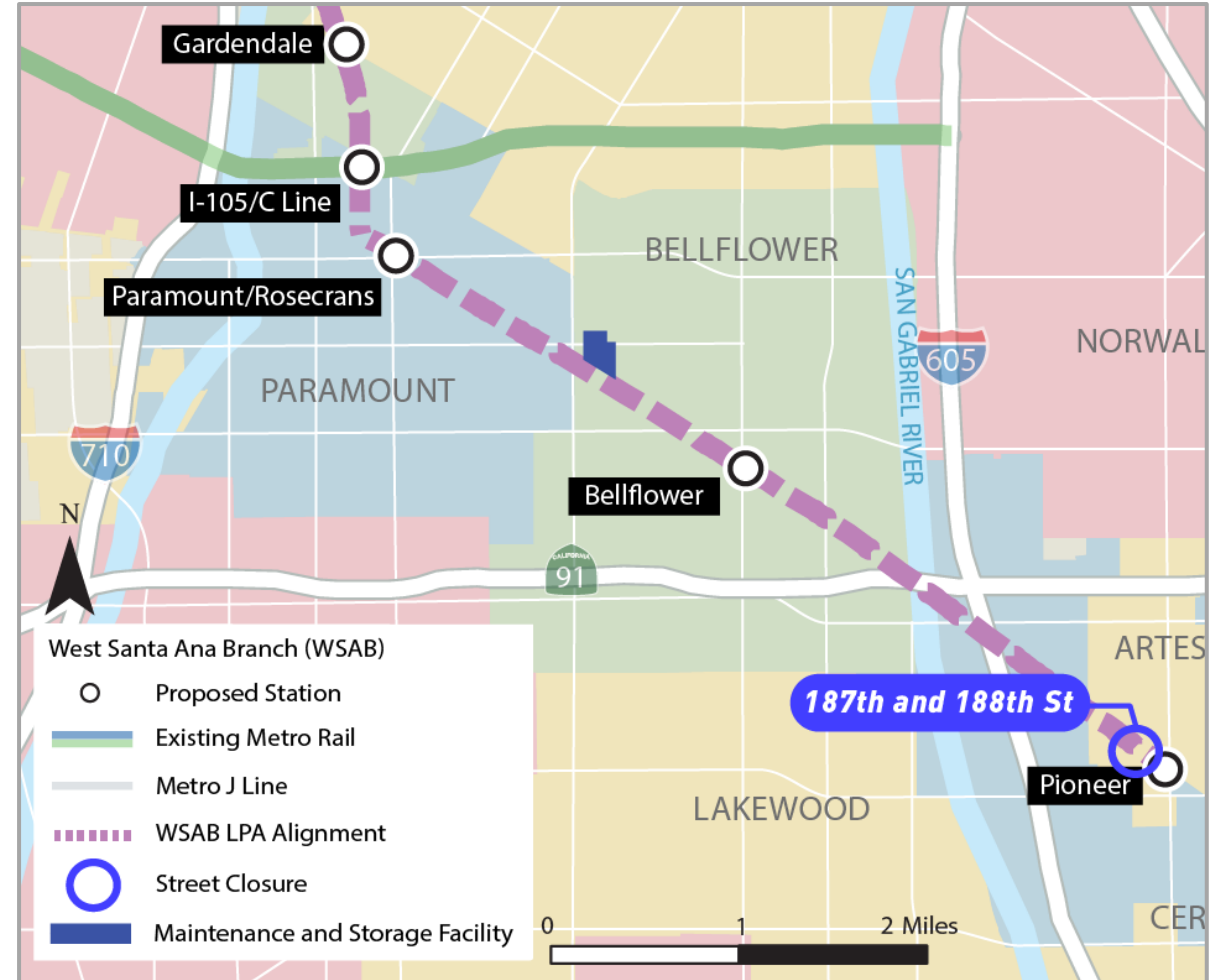 Gardendale
I-105/C Line
BELLFLOWER
Paramount/Rosecrans
SAN GABRIEL RIVER
605
NORWAL
PARAMOUNT
710
Bellflower
N
CALIFORNIA
91
ARTES
187th and 188th St
Pioneer
LAKEWOOD
CER
West Santa Ana Branch (WSAB)
Proposed Station
Existing Metro Rail
Metro J Line
WSAB LPA Alignment
Street Closure
Maintenance and Storage Facility
0 1 2 Miles